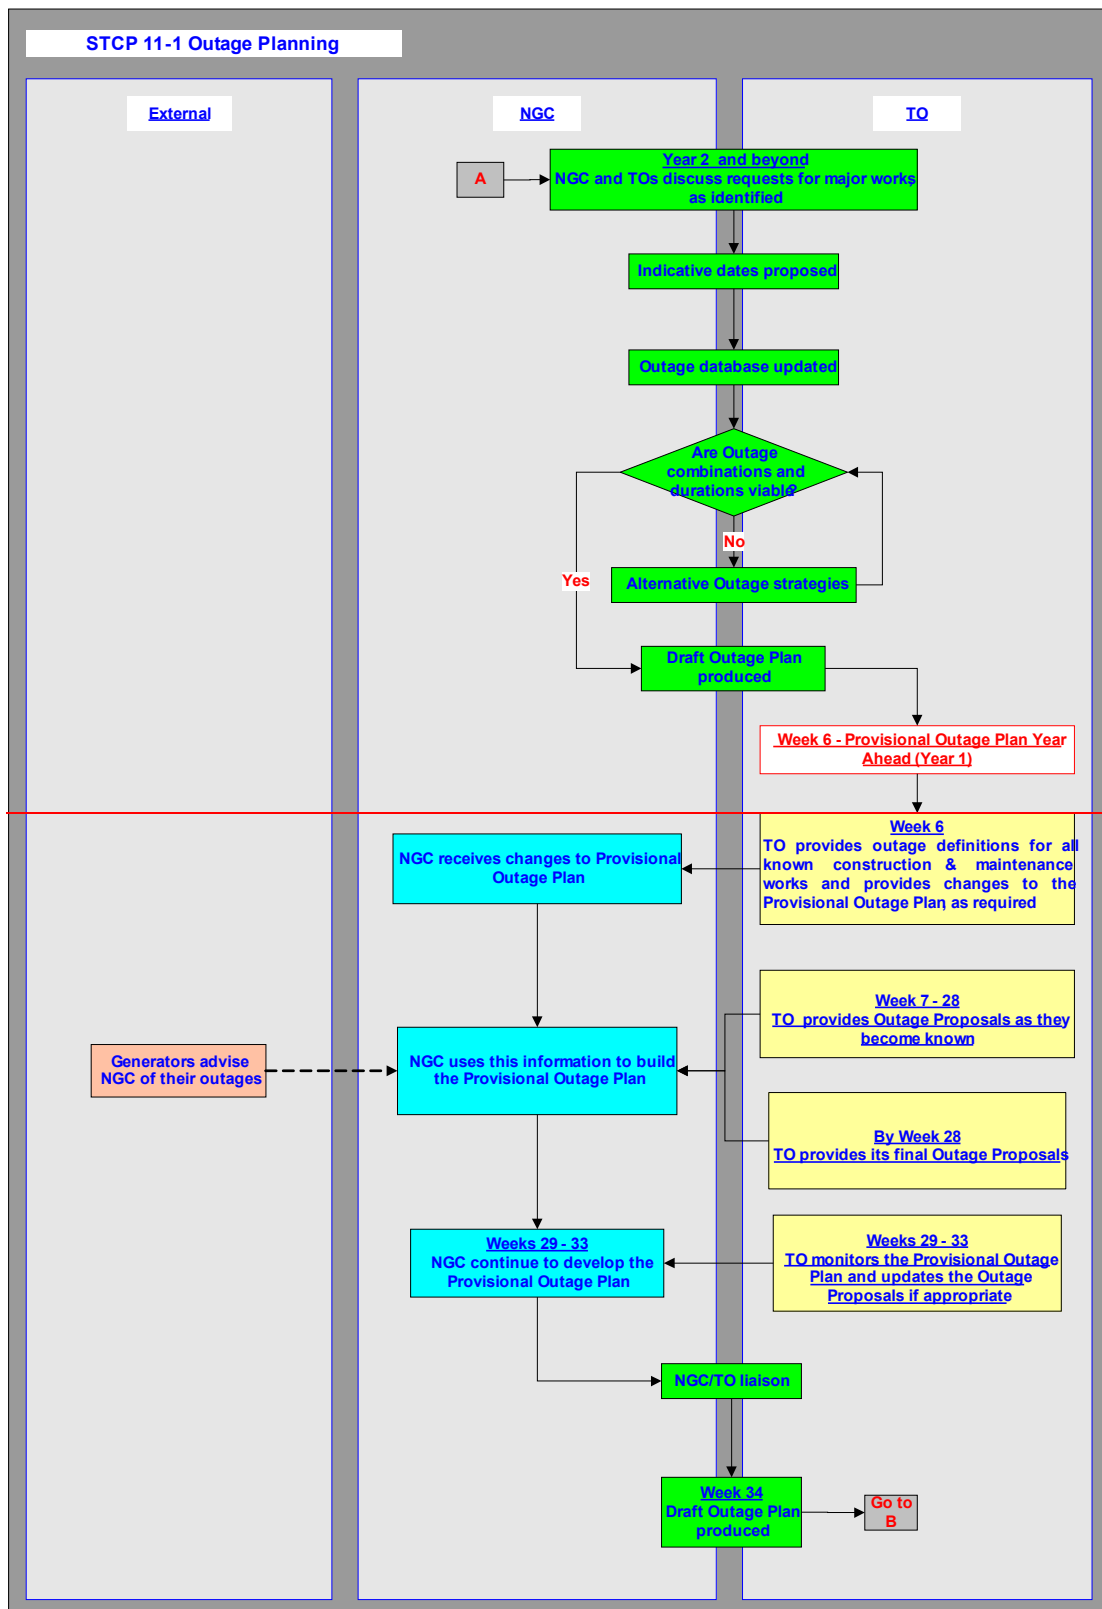 STCP 11-1 Outage Planning
External
NGC
TO
A
Year 2 and beyond
NGC and TOs discuss requests for major works,
as identified
Indicative dates proposed
Outage database updated
Are Outage
combinations and
durations viable?
No
Yes
Alternative Outage strategies
Draft Outage Plan
produced
Week 6 - Provisional Outage Plan Year
Ahead (Year 1)
Week 6
TO provides outage definitions for all
known construction & maintenance
works and provides changes to the
Provisional Outage Plan, as required
NGC receives changes to Provisional
Outage Plan
Week 7 - 28
TO provides Outage Proposals as they
become known
Generators advise
NGC of their outages
NGC uses this information to build
the Provisional Outage Plan
By Week 28
TO provides its final Outage Proposals
Weeks 29 - 33
NGC continue to develop the
Provisional Outage Plan
Weeks 29 - 33
TO monitors the Provisional Outage
Plan and updates the Outage
Proposals if appropriate
NGC/TO liaison
Week 34
Draft Outage Plan
produced
Go to
B